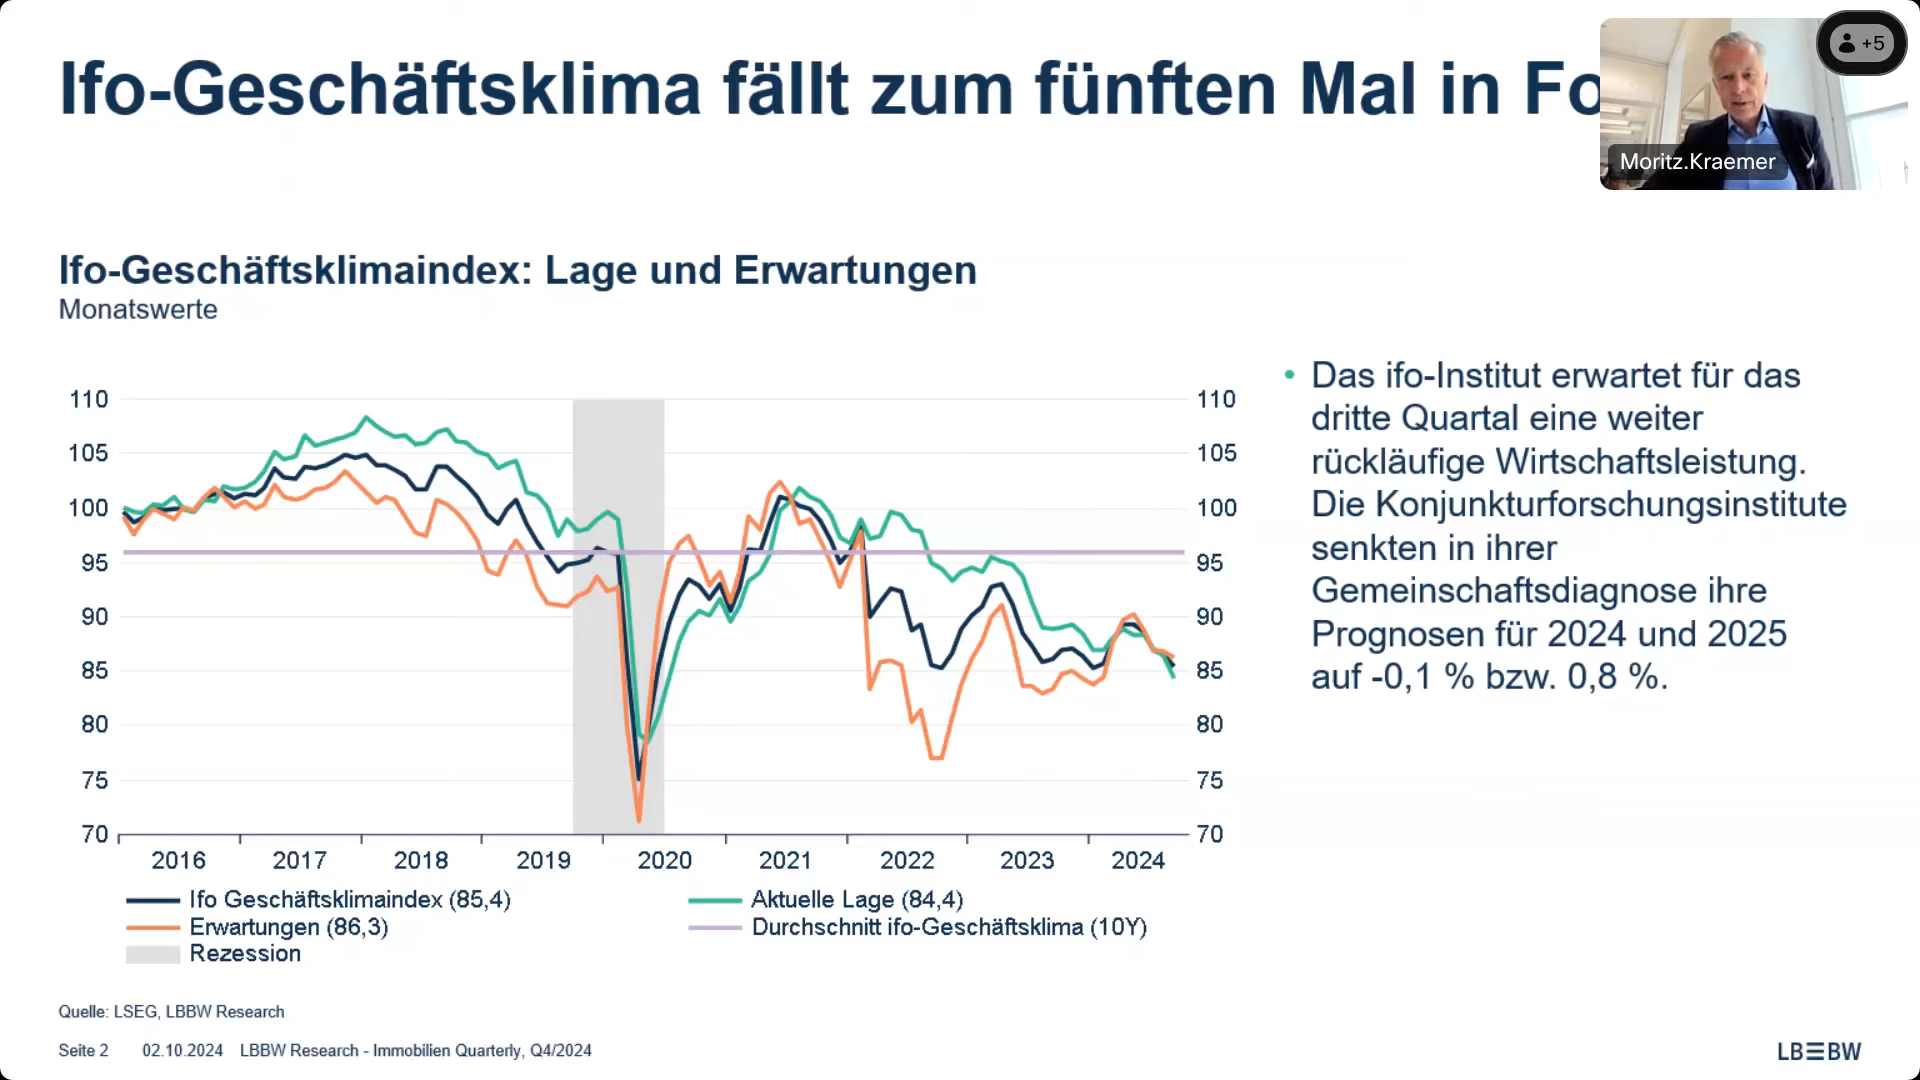 Ifo-Geschäftsklima fällt zum fünften Mal in Fo
+5
Moritz.Kraemer
Ifo-Geschäftsklimaindex: Lage und Erwartungen
Monatswerte
110 110
105 105
100 100
95 95
90 90
85 85
80 80
75 75
70 70
2016 2017 2018 2019 2020 2021 2022 2023 2024
Ifo Geschäftsklimaindex (85,4) Aktuelle Lage (84,4)
Erwartungen (86,3) Durchschnitt ifo-Geschäftsklima (10Y)
Rezession
• Das ifo-Institut erwartet für das
dritte Quartal eine weiter
rückläufige Wirtschaftsleistung.
Die Konjunkturforschungsinstitute
senkten in ihrer
Gemeinschaftsdiagnose ihre
Prognosen für 2024 und 2025
auf -0,1 % bzw. 0,8 %.
Quelle: LSEG, LBBW Research
Seite 2 02.10.2024 LBBW Research - Immobilien Quarterly, Q4/2024
LB☰BW